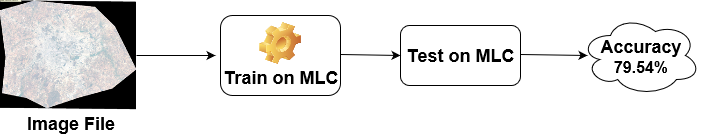 Image File
Train on MLC
Test on MLC
Accuracy
79.54%